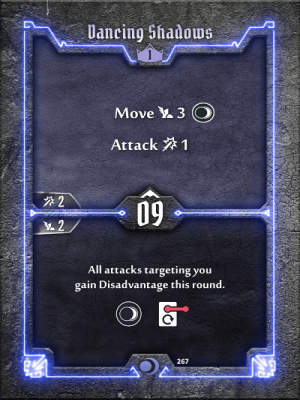 Dancing Shadows
1
Move 3
Attack 1
2
09
2
All attacks targeting you
gain Disadvantage this round.
267